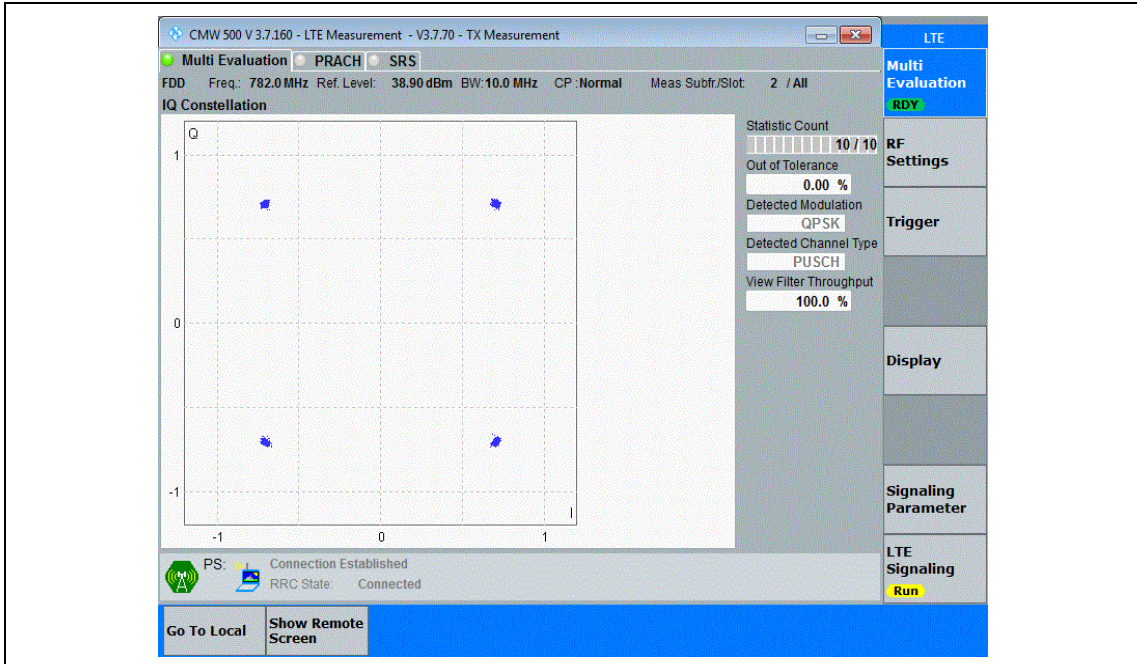 CMW 500 V 3.7.160 - LTE Measurement - V3.7.70 - TX Measurement
LTE
Multi Evaluation PRACH SRS
Multi
Evaluation
RDY
FDD Freq.: 782.0 MHz Ref. Level: 38.90 dBm BW: 10.0 MHz CP : Normal Meas Subfr./Slot: 2 / All
IQ Constellation
Q
1
0
-1
-1
0
1
I
Statistic Count
10 / 10
Out of Tolerance
0.00 %
Detected Modulation
QPSK
Detected Channel Type
PUSCH
View Filter Throughput
100.0 %
RF
Settings
Trigger
Display
Signaling
Parameter
LTE
Signaling
Run
PS:
Connection Established
RRC State: Connected
Go To Local
Show Remote
Screen